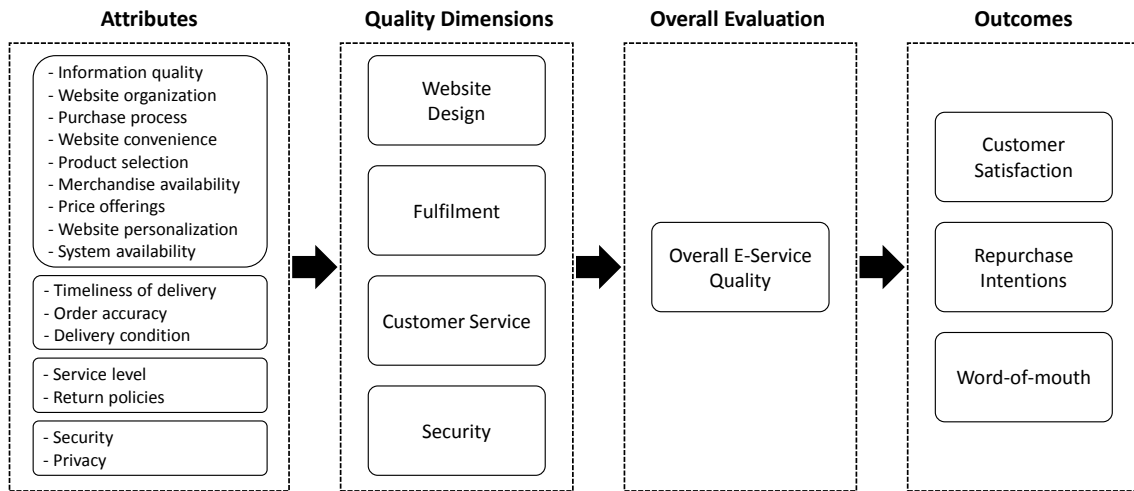 Attributes
- Information quality
- Website organization
- Purchase process
- Website convenience
- Product selection
- Merchandise availability
- Price offerings
- Website personalization
- System availability
- Timeliness of delivery
- Order accuracy
- Delivery condition
- Service level
- Return policies
- Security
- Privacy
Quality Dimensions
Website
Design
Fulfilment
Customer Service
Security
Overall Evaluation
Overall E-Service
Quality
Outcomes
Customer
Satisfaction
Repurchase
Intentions
Word-of-mouth